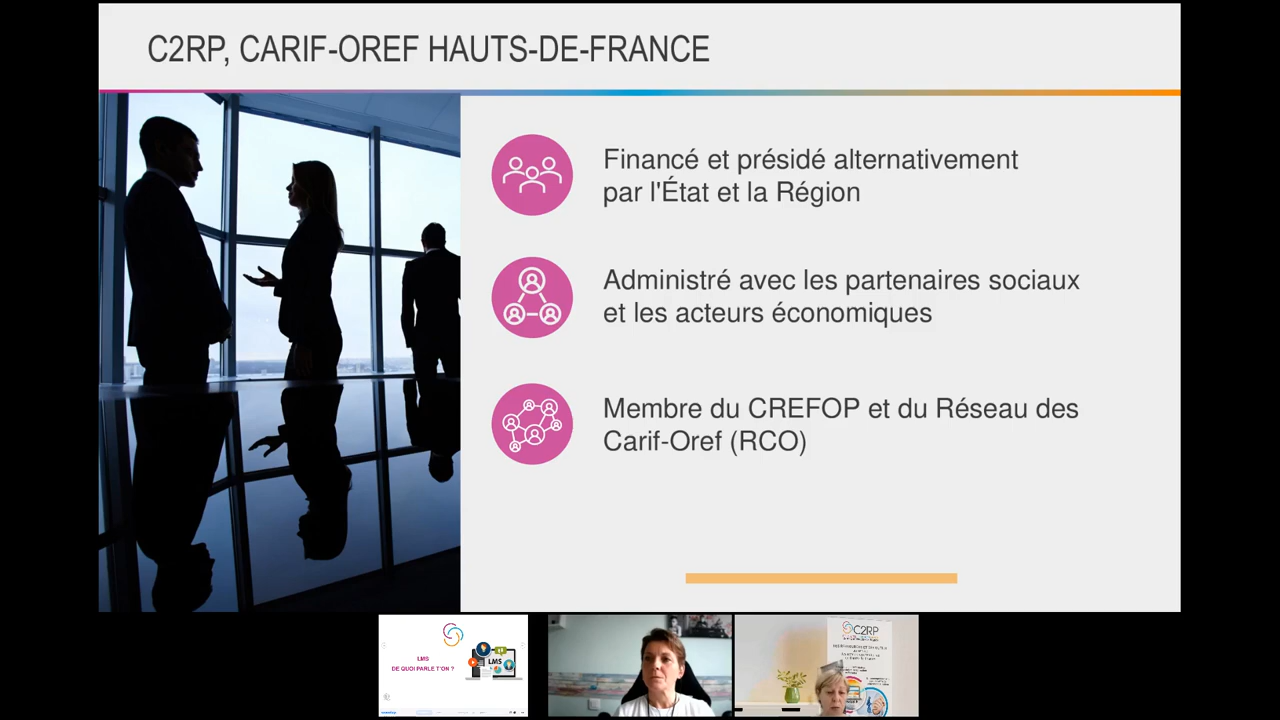 C2RP, CARIF-OREF HAUTS-DE-FRANCE
Financé et présidé alternativement
par l'État et la Région
Administré avec les partenaires sociaux
et les acteurs économiques
Membre du CREFOP et du Réseau des
Carif-Oref (RCO)
LMS
DE QUOI PARLE T'ON ?
LMS
C2RP